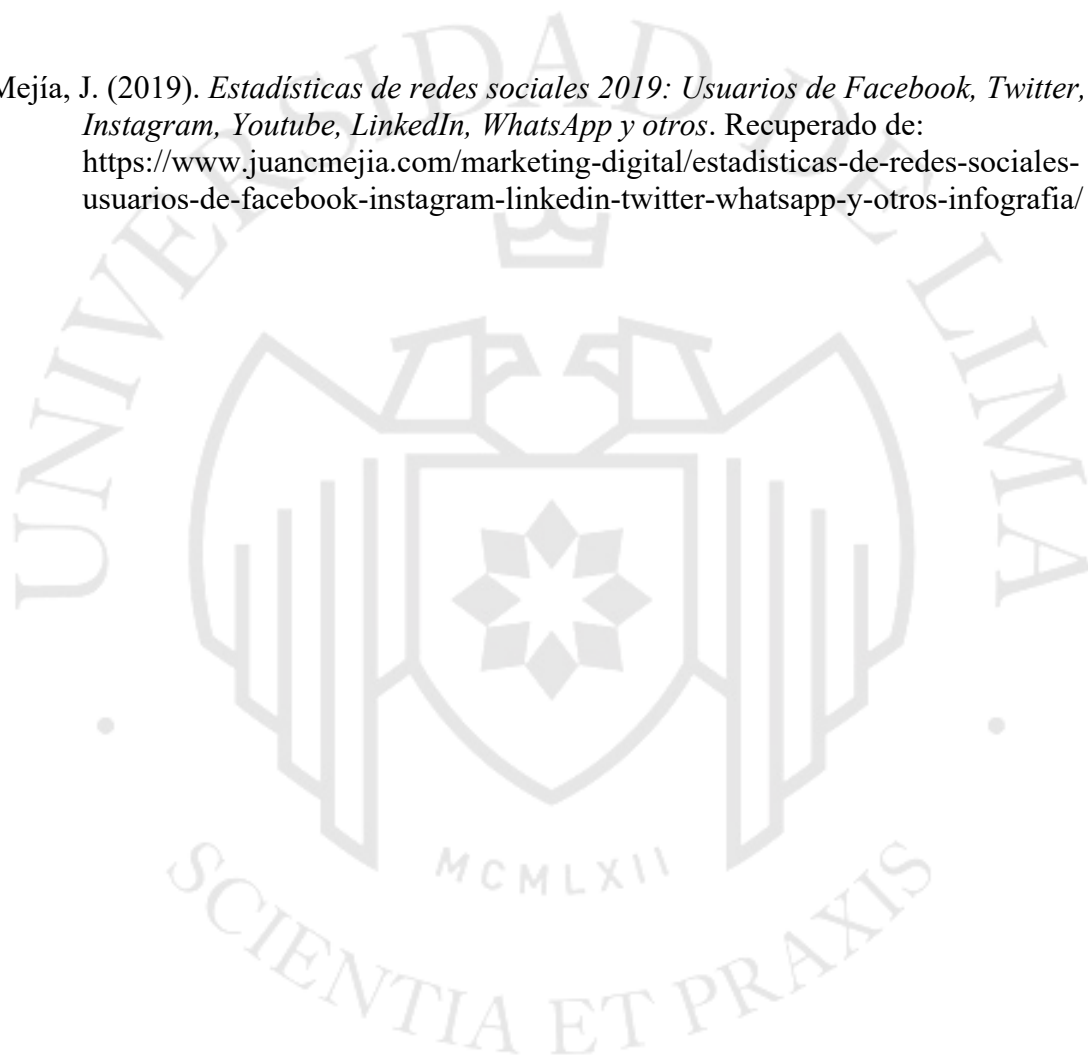 Mejía, J. (2019). Estadísticas de redes sociales 2019: Usuarios de Facebook, Twitter,
Instagram, Youtube, LinkedIn, WhatsApp y otros. Recuperado de:
https://www.juancmejia.com/marketing-digital/estadisticas-de-redes-sociales-
usuarios-de-facebook-instagram-linkedin-twitter-whatsapp-y-otros-infografia/
UNIVERSIDAD DE LIMA
MCMLXII
SCIENTIA ET PRAXIS